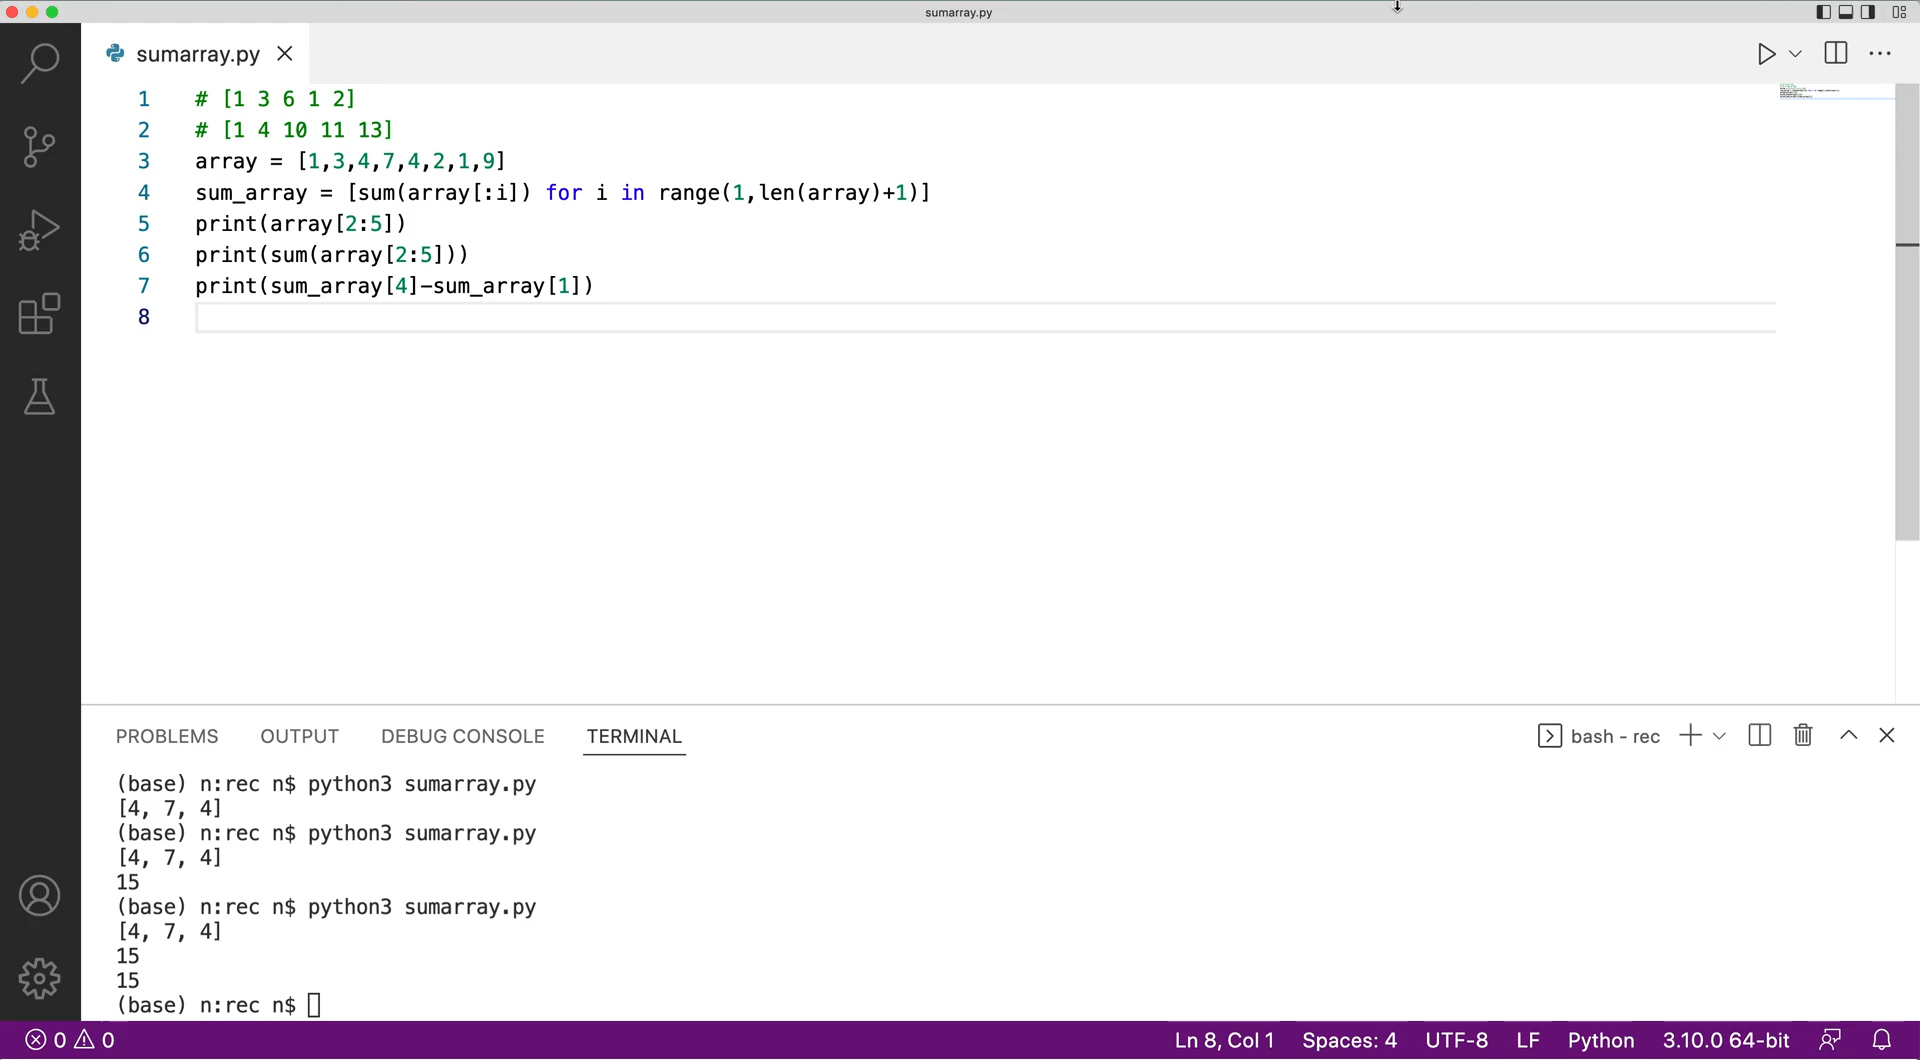 sumarray.py
sumarray.py
1 # [1 3 6 1 2]
2 # [1 4 10 11 13]
3 array = [1,3,4,7,4,2,1,9]
4 sum_array = [sum(array[:i]) for i in range(1,len(array)+1)]
5 print(array[2:5])
6 print(sum(array[2:5]))
7 print(sum_array[4]-sum_array[1])
8
PROBLEMS OUTPUT DEBUG CONSOLE TERMINAL bash - rec
(base) n:rec n$ python3 sumarray.py
[4, 7, 4]
(base) n:rec n$ python3 sumarray.py
[4, 7, 4]
15
(base) n:rec n$ python3 sumarray.py
[4, 7, 4]
15
15
(base) n:rec n$
0 0 Ln 8, Col 1 Spaces: 4 UTF-8 LF Python 3.10.0 64-bit